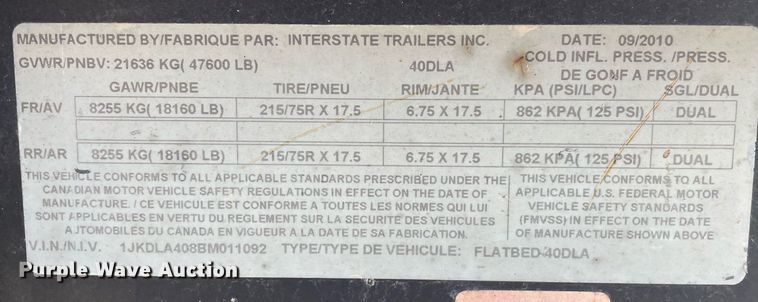 MANUFACTURED BY/FABRIQUE PAR: INTERSTATE TRAILERS INC. DATE: 09/2010
GVWR/PNBV: 21636 KG( 47600 LB) 40DLA COLD INFL. PRESS. /PRESS.
DE GONF A FROID
GAWR/PNBE TIRE/PNEU RIM/JANTE KPA (PSI/LPC) SGL/DUAL
FR/AV 8255 KG( 18160 LB) 215/75R X 17.5 6.75 X 17.5 862 KPA( 125 PSI) DUAL
RR/AR 8255 KG( 18160 LB) 215/75R X 17.5 6.75 X 17.5 862 KPA( 125 PSI) DUAL
THIS VEHICLE CONFORMS TO ALL APPLICABLE STANDARDS PRESCRIBED UNDER THE
CANADIAN MOTOR VEHICLE SAFETY REGULATIONS IN EFFECT ON THE DATE OF
MANUFACTURE. / CE VEHICULE EST CONFORME A TOUTES LES NORMES QUI LUI
SONT APPLICABLES EN VERTU DU REGLEMENT SUR LA SECURITE DES VEHICULES
AUTOMOBILES DU CANADA EN VIGUEUR A LA DATE DE SA FABRICATION.
THIS VEHICLE CONFORMS TO ALL
APPLICABLE U.S. FEDERAL MOTOR
VEHICLE SAFETY STANDARDS
(FMVSS) IN EFFECT ON THE DATE
OF MANUFACTURE SHOWN ABOVE
V.I.N./N.I.V. 1JKDLA408BM011092 TYPE/TYPE DE VEHICULE: FLATBED-40DLA
Purple Wave Auction